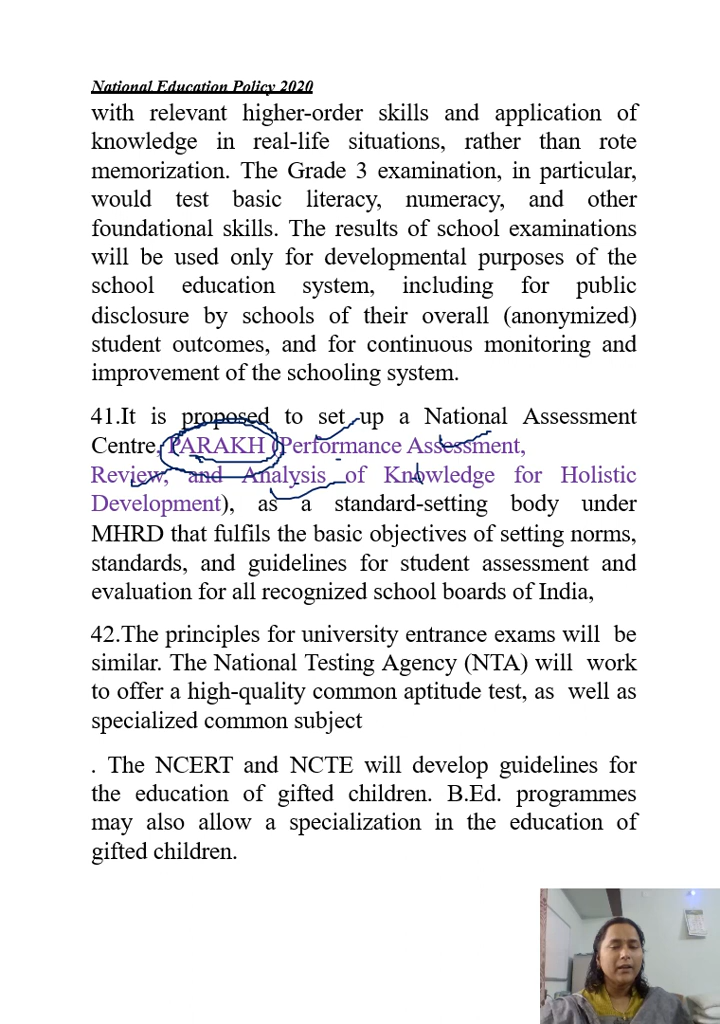 National Education Policy 2020
with relevant higher-order skills and application of
knowledge in real-life situations, rather than rote
memorization. The Grade 3 examination, in particular,
would test basic literacy, numeracy, and other
foundational skills. The results of school examinations
will be used only for developmental purposes of the
school education system, including for public
disclosure by schools of their overall (anonymized)
student outcomes, and for continuous monitoring and
improvement of the schooling system.
41.It is proposed to set up a National Assessment
Centre, PARAKH (Performance Assessment,
Review, and Analysis of Knowledge for Holistic
Development), as a standard-setting body under
MHRD that fulfils the basic objectives of setting norms,
standards, and guidelines for student assessment and
evaluation for all recognized school boards of India,
42.The principles for university entrance exams will be
similar. The National Testing Agency (NTA) will work
to offer a high-quality common aptitude test, as well as
specialized common subject
. The NCERT and NCTE will develop guidelines for
the education of gifted children. B.Ed. programmes
may also allow a specialization in the education of
gifted children.